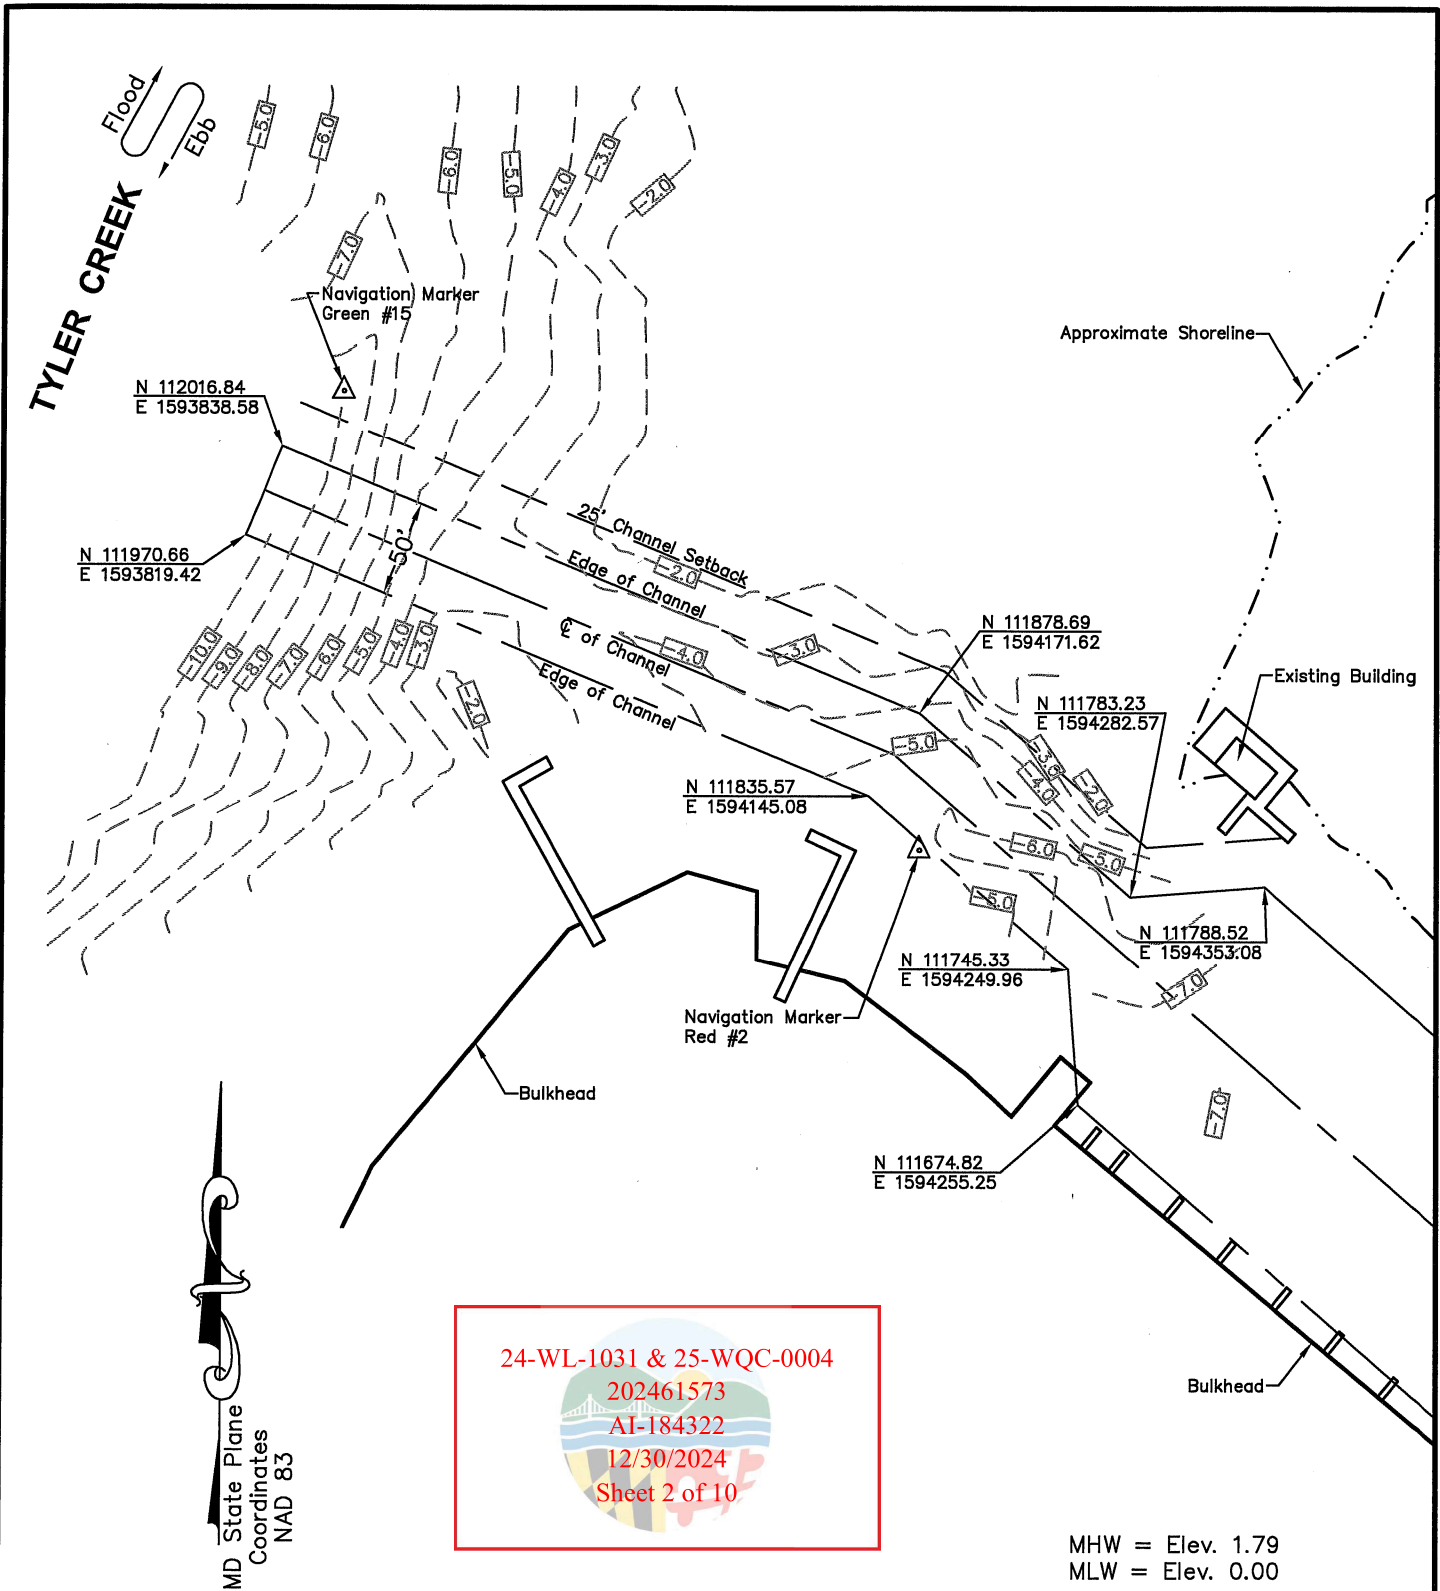 Flood
Ebb
TYLER CREEK
-5.0
-6.0
-6.0
-5.0
-4.0
-3.0
-2.0
-7.0
Navigation Marker
Green #15
Approximate Shoreline
N 112016.84
E 1593838.58
N 111970.66
E 1593819.42
50'
25' Channel Setback
Edge of Channel
℄ of Channel
Edge of Channel
-2.0
-3.0
-4.0
-10.0
-9.0
-8.0
-7.0
-6.0
-5.0
-4.0
-3.0
-2.0
N 111878.69
E 1594171.62
Existing Building
N 111783.23
E 1594282.57
-5.0
-3.0
-4.0
-2.0
N 111835.57
E 1594145.08
-6.0
-5.0
-5.0
N 111788.52
E 1594353.08
N 111745.33
E 1594249.96
-7.0
Navigation Marker
Red #2
Bulkhead
-7.0
N 111674.82
E 1594255.25
Bulkhead
MD State Plane
Coordinates
NAD 83
24-WL-1031 & 25-WQC-0004
202461573
AI-184322
12/30/2024
Sheet 2 of 10
MHW = Elev. 1.79
MLW = Elev. 0.00